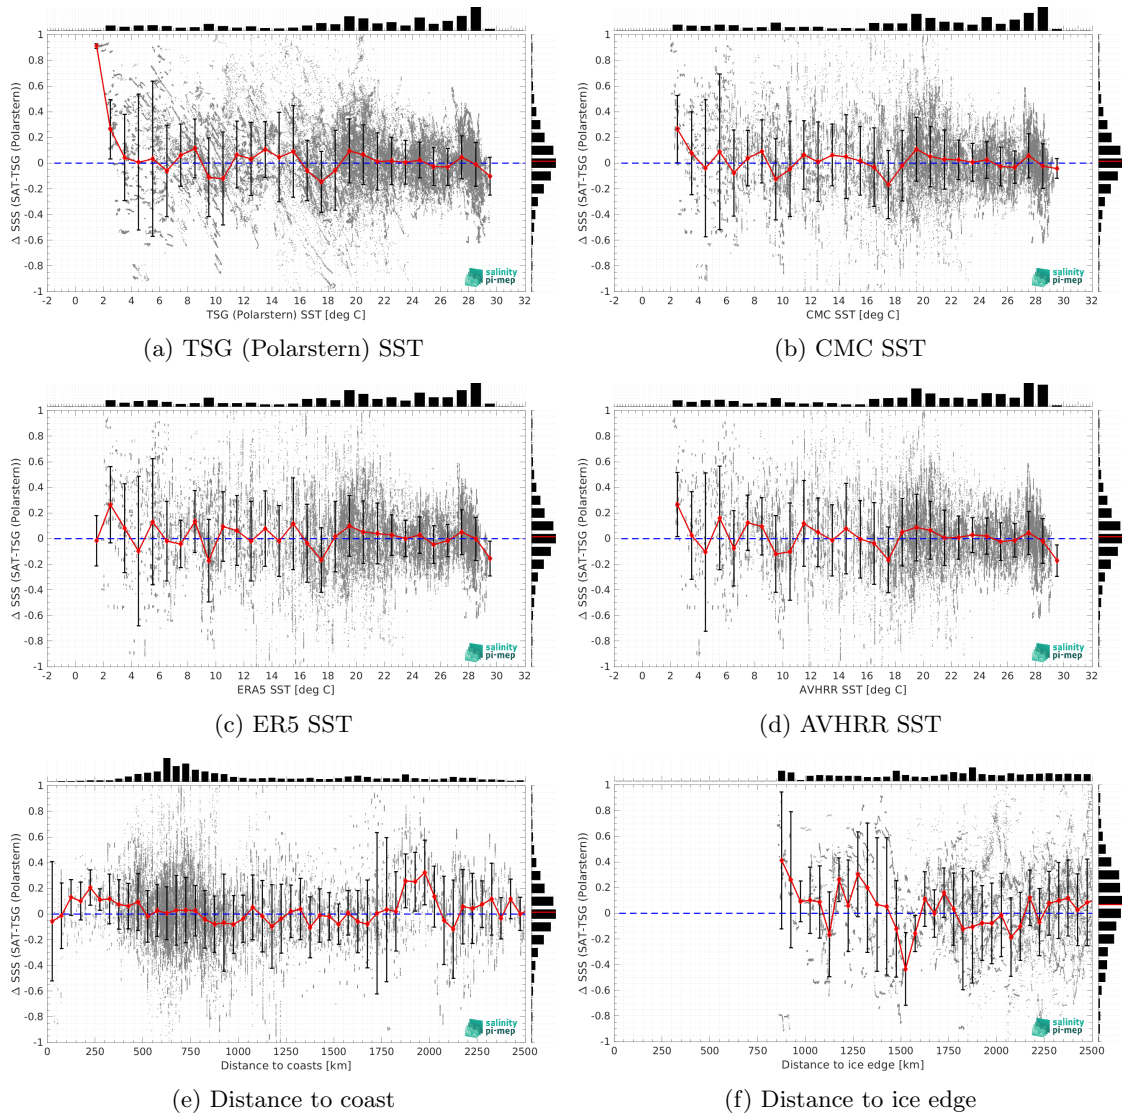 1
0.8
0.6
0.4
0.2
0
-0.2
-0.4
-0.6
-0.8
-1
Δ SSS (SAT-TSG (Polarstern))
salinity
pi-mep
-2 0 2 4 6 8 10 12 14 16 18 20 22 24 26 28 30 32
TSG (Polarstern) SST [deg C]
(a) TSG (Polarstern) SST
1
0.8
0.6
0.4
0.2
0
-0.2
-0.4
-0.6
-0.8
-1
Δ SSS (SAT-TSG (Polarstern))
salinity
pi-mep
-2 0 2 4 6 8 10 12 14 16 18 20 22 24 26 28 30 32
CMC SST [deg C]
(b) CMC SST
1
0.8
0.6
0.4
0.2
0
-0.2
-0.4
-0.6
-0.8
-1
Δ SSS (SAT-TSG (Polarstern))
salinity
pi-mep
-2 0 2 4 6 8 10 12 14 16 18 20 22 24 26 28 30 32
ERA5 SST [deg C]
(c) ER5 SST
1
0.8
0.6
0.4
0.2
0
-0.2
-0.4
-0.6
-0.8
-1
Δ SSS (SAT-TSG (Polarstern))
salinity
pi-mep
-2 0 2 4 6 8 10 12 14 16 18 20 22 24 26 28 30 32
AVHRR SST [deg C]
(d) AVHRR SST
1
0.8
0.6
0.4
0.2
0
-0.2
-0.4
-0.6
-0.8
-1
Δ SSS (SAT-TSG (Polarstern))
salinity
pi-mep
0 250 500 750 1000 1250 1500 1750 2000 2250 2500
Distance to coasts [km]
(e) Distance to coast
1
0.8
0.6
0.4
0.2
0
-0.2
-0.4
-0.6
-0.8
-1
Δ SSS (SAT-TSG (Polarstern))
salinity
pi-mep
0 250 500 750 1000 1250 1500 1750 2000 2250 2500
Distance to ice edge [km]
(f) Distance to ice edge